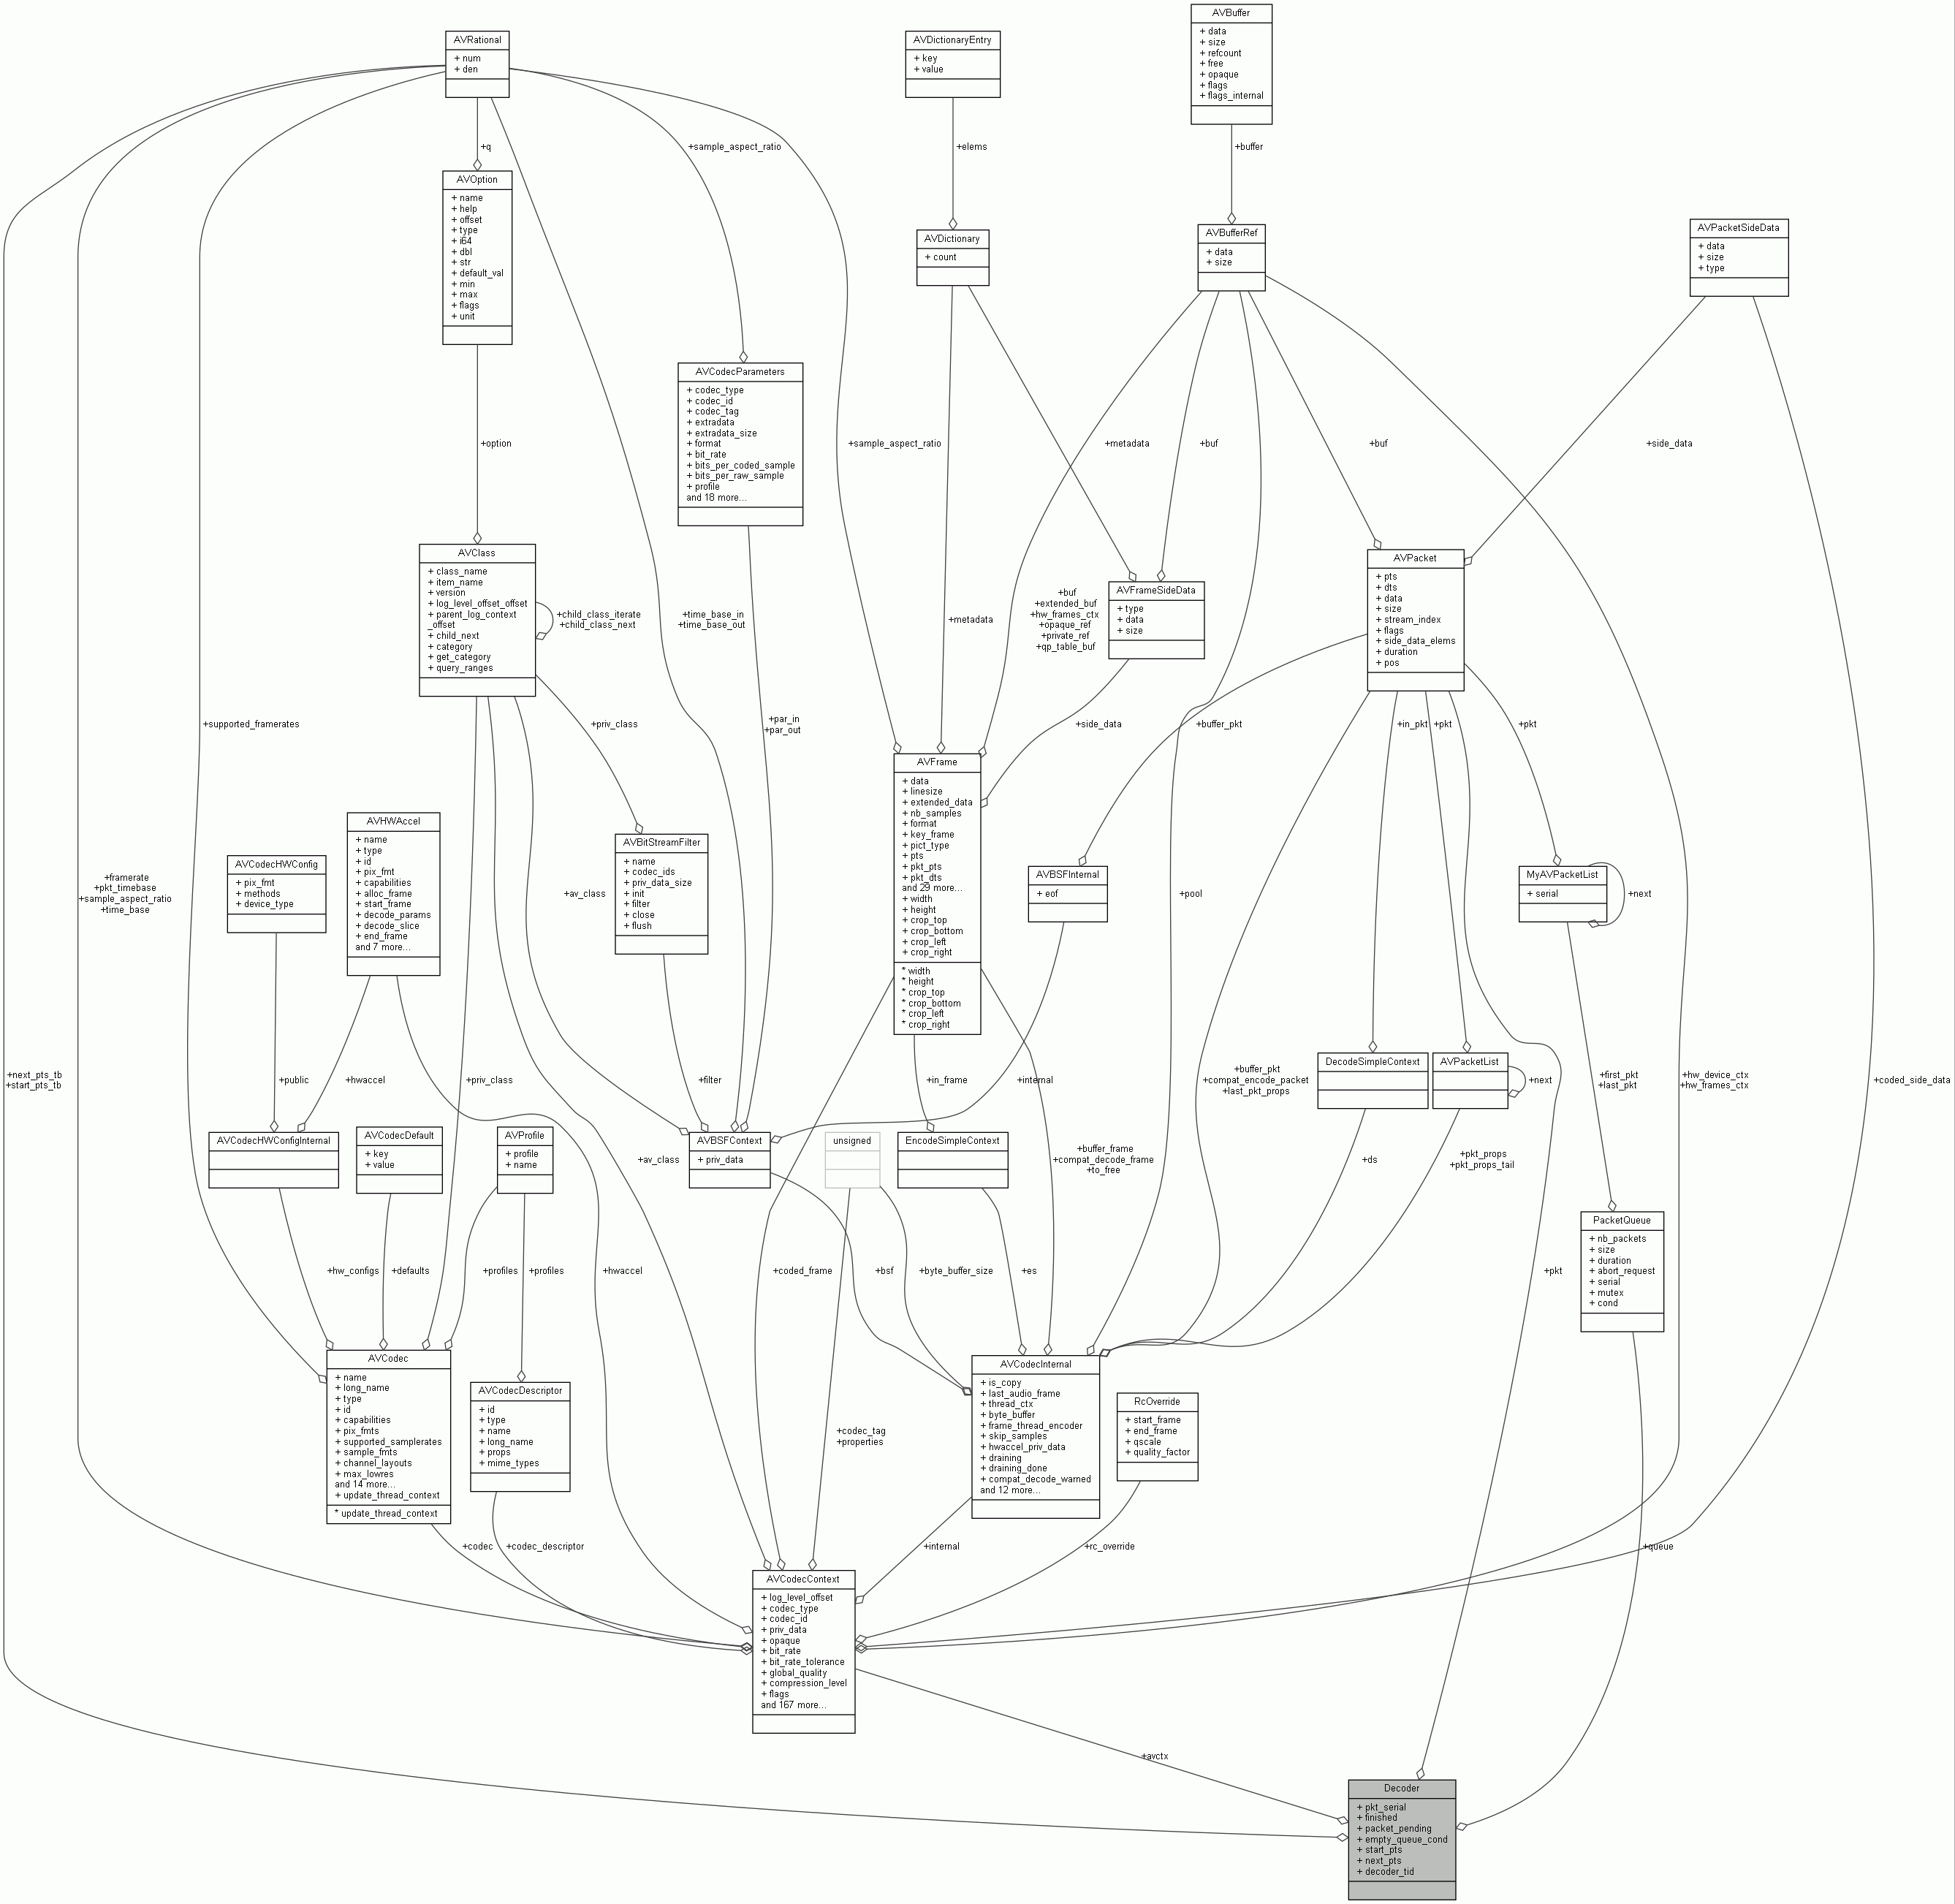 AVBuffer
+ data
+ size
+ refcount
+ free
+ opaque
+ flags
+ flags_internal
AVRational
+ num
+ den
AVDictionaryEntry
+ key
+ value
+q
+sample_aspect_ratio
+elems
+buffer
AVOption
+ name
+ help
+ offset
+ type
+ i64
+ dbl
+ str
+ default_val
+ min
+ max
+ flags
+ unit
AVDictionary
+ count
AVBufferRef
+ data
+ size
AVPacketSideData
+ data
+ size
+ type
AVCodecParameters
+ codec_type
+ codec_id
+ codec_tag
+ extradata
+ extradata_size
+ format
+ bit_rate
+ bits_per_coded_sample
+ bits_per_raw_sample
+ profile
and 18 more...
+option
+sample_aspect_ratio
+metadata
+buf
+buf
+side_data
AVClass
+ class_name
+ item_name
+ version
+ log_level_offset_offset
+ parent_log_context
_offset
+ child_next
+ category
+ get_category
+ query_ranges
+child_class_iterate
+child_class_next
+time_base_in
+time_base_out
+metadata
+buf
+extended_buf
+hw_frames_ctx
+opaque_ref
+private_ref
+qp_table_buf
AVFrameSideData
+ type
+ data
+ size
AVPacket
+ pts
+ dts
+ data
+ size
+ stream_index
+ flags
+ side_data_elems
+ duration
+ pos
+supported_framerates
+priv_class
+par_in
+par_out
+side_data
+buffer_pkt
+in_pkt
+pkt
+pkt
AVFrame
+ data
+ linesize
+ extended_data
+ nb_samples
+ format
+ key_frame
+ pict_type
+ pts
+ pkt_pts
+ pkt_dts
and 29 more...
+ width
+ height
+ crop_top
+ crop_bottom
+ crop_left
+ crop_right
* width
* height
* crop_top
* crop_bottom
* crop_left
* crop_right
AVHWAccel
+ name
+ type
+ id
+ pix_fmt
+ capabilities
+ alloc_frame
+ start_frame
+ decode_params
+ decode_slice
+ end_frame
and 7 more...
AVCodecHWConfig
+ pix_fmt
+ methods
+ device_type
AVBitStreamFilter
+ name
+ codec_ids
+ priv_data_size
+ init
+ filter
+ close
+ flush
AVBSFInternal
+ eof
MyAVPacketList
+ serial
+next
+framerate
+pkt_timebase
+sample_aspect_ratio
+time_base
+av_class
+pool
+next_pts_tb
+start_pts_tb
+public
+hwaccel
+priv_class
+filter
+in_frame
+internal
+buffer_pkt
+compat_encode_packet
+last_pkt_props
DecodeSimpleContext
AVPacketList
+next
+first_pkt
+last_pkt
+hw_device_ctx
+hw_frames_ctx
+coded_side_data
AVCodecHWConfigInternal
AVCodecDefault
+ key
+ value
AVProfile
+ profile
+ name
+av_class
AVBSFContext
+ priv_data
unsigned
EncodeSimpleContext
+buffer_frame
+compat_decode_frame
+to_free
+ds
+pkt_props
+pkt_props_tail
PacketQueue
+ nb_packets
+ size
+ duration
+ abort_request
+ serial
+ mutex
+ cond
+hw_configs
+defaults
+profiles
+profiles
+hwaccel
+coded_frame
+bsf
+byte_buffer_size
+es
+pkt
AVCodec
+ name
+ long_name
+ type
+ id
+ capabilities
+ pix_fmts
+ supported_samplerates
+ sample_fmts
+ channel_layouts
+ max_lowres
and 14 more...
+ update_thread_context
* update_thread_context
AVCodecDescriptor
+ id
+ type
+ name
+ long_name
+ props
+ mime_types
+codec_tag
+properties
AVCodecInternal
+ is_copy
+ last_audio_frame
+ thread_ctx
+ byte_buffer
+ frame_thread_encoder
+ skip_samples
+ hwaccel_priv_data
+ draining
+ draining_done
+ compat_decode_warned
and 12 more...
RcOverride
+ start_frame
+ end_frame
+ qscale
+ quality_factor
+codec
+codec_descriptor
+internal
+rc_override
+queue
AVCodecContext
+ log_level_offset
+ codec_type
+ codec_id
+ priv_data
+ opaque
+ bit_rate
+ bit_rate_tolerance
+ global_quality
+ compression_level
+ flags
and 167 more...
+avctx
Decoder
+ pkt_serial
+ finished
+ packet_pending
+ empty_queue_cond
+ start_pts
+ next_pts
+ decoder_tid